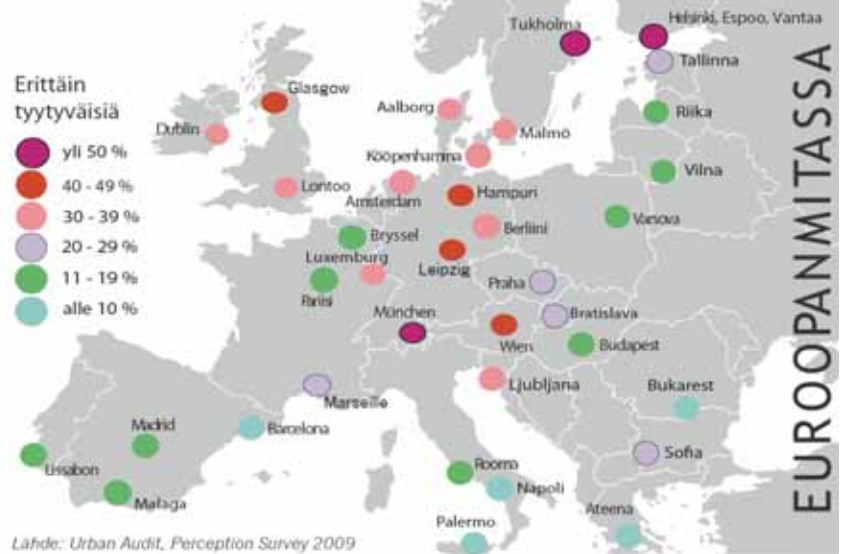 Tukholma
Helsinki, Espoo, Vantaa
Tallinna
Erittäin
tyytyväisiä
yli 50 %
40 - 49 %
30 - 39 %
20 - 29 %
11 - 19 %
alle 10 %
Glasgow
Dublin
Lontoo
Aalborg
Malmö
Kööpenhamina
Riika
Vilna
Amsterdam
Hampuri
Varsova
Berliini
Bryssel
Luxemburg
Leipzig
Pariisi
Praha
München
Bratislava
Wien
Budapest
Ljubljana
Bukarest
Marseille
Madrid
Barcelona
Sofia
Lissabon
Malaga
Rooma
Napoli
Ateena
Palermo
EUROOPANMITASSA
Lähde: Urban Audit, Perception Survey 2009